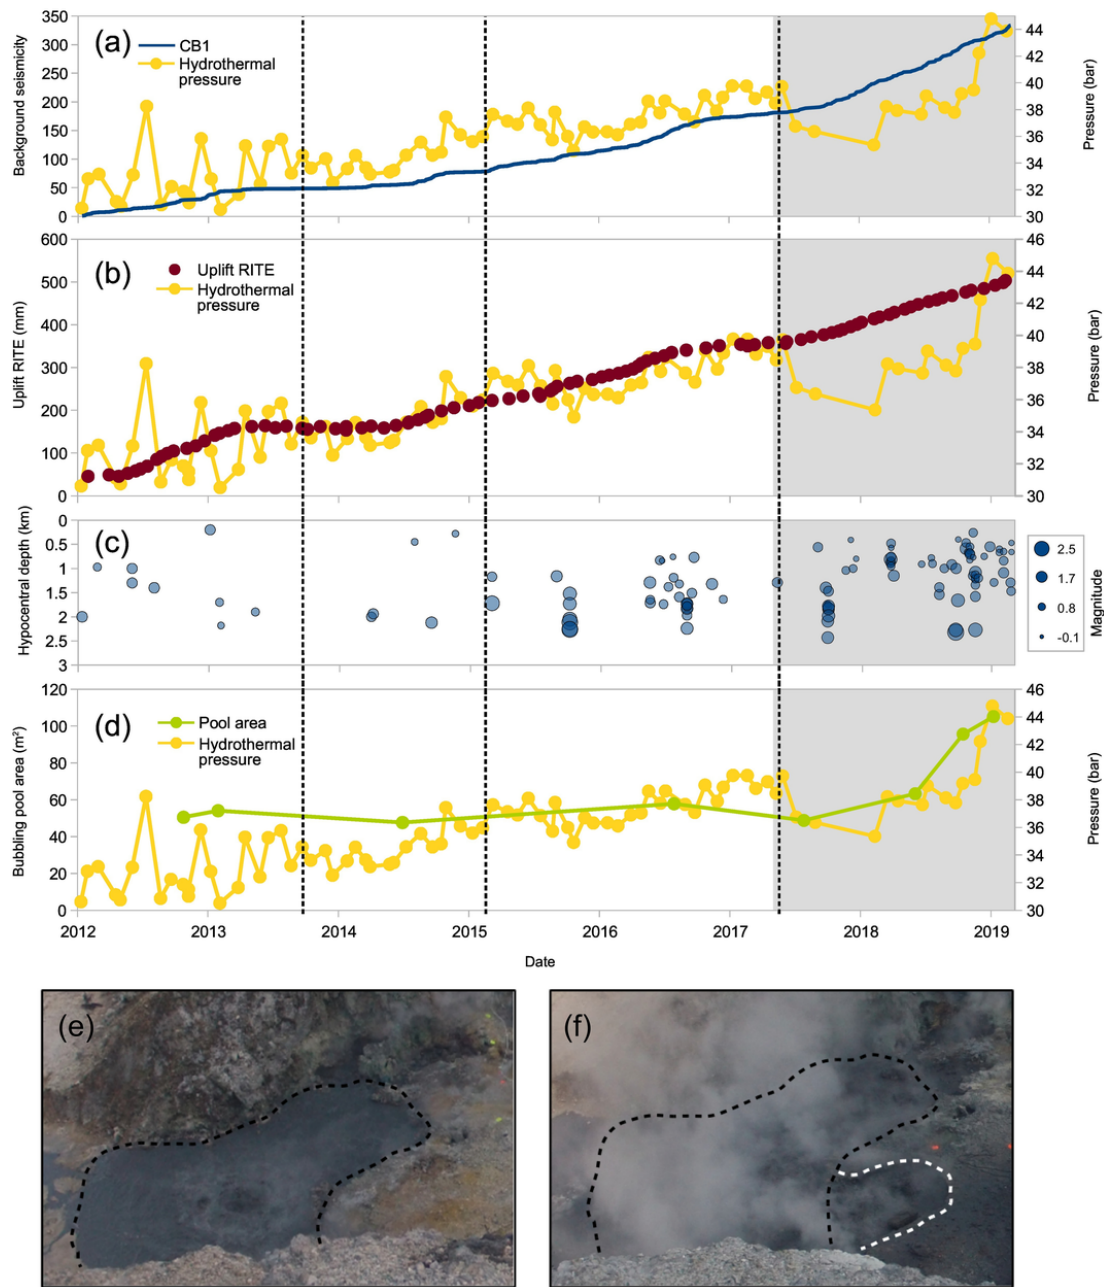 (a)
CB1
Hydrothermal
pressure
Background seismicity
350
300
250
200
150
100
50
0
Pressure (bar)
44
42
40
38
36
34
32
30
(b)
Uplift RITE
Hydrothermal
pressure
Uplift RITE (mm)
600
500
400
300
200
100
0
Pressure (bar)
46
44
42
40
38
36
34
32
30
(c)
Hypocentral depth (km)
0
0.5
1
1.5
2
2.5
3
2.5
1.7
0.8
-0.1
Magnitude
(d)
Pool area
Hydrothermal
pressure
Bubbling pool area (m²)
120
100
80
60
40
20
0
Pressure (bar)
46
44
42
40
38
36
34
32
30
2012 2013 2014 2015 2016 2017 2018 2019
Date
(e)
(f)